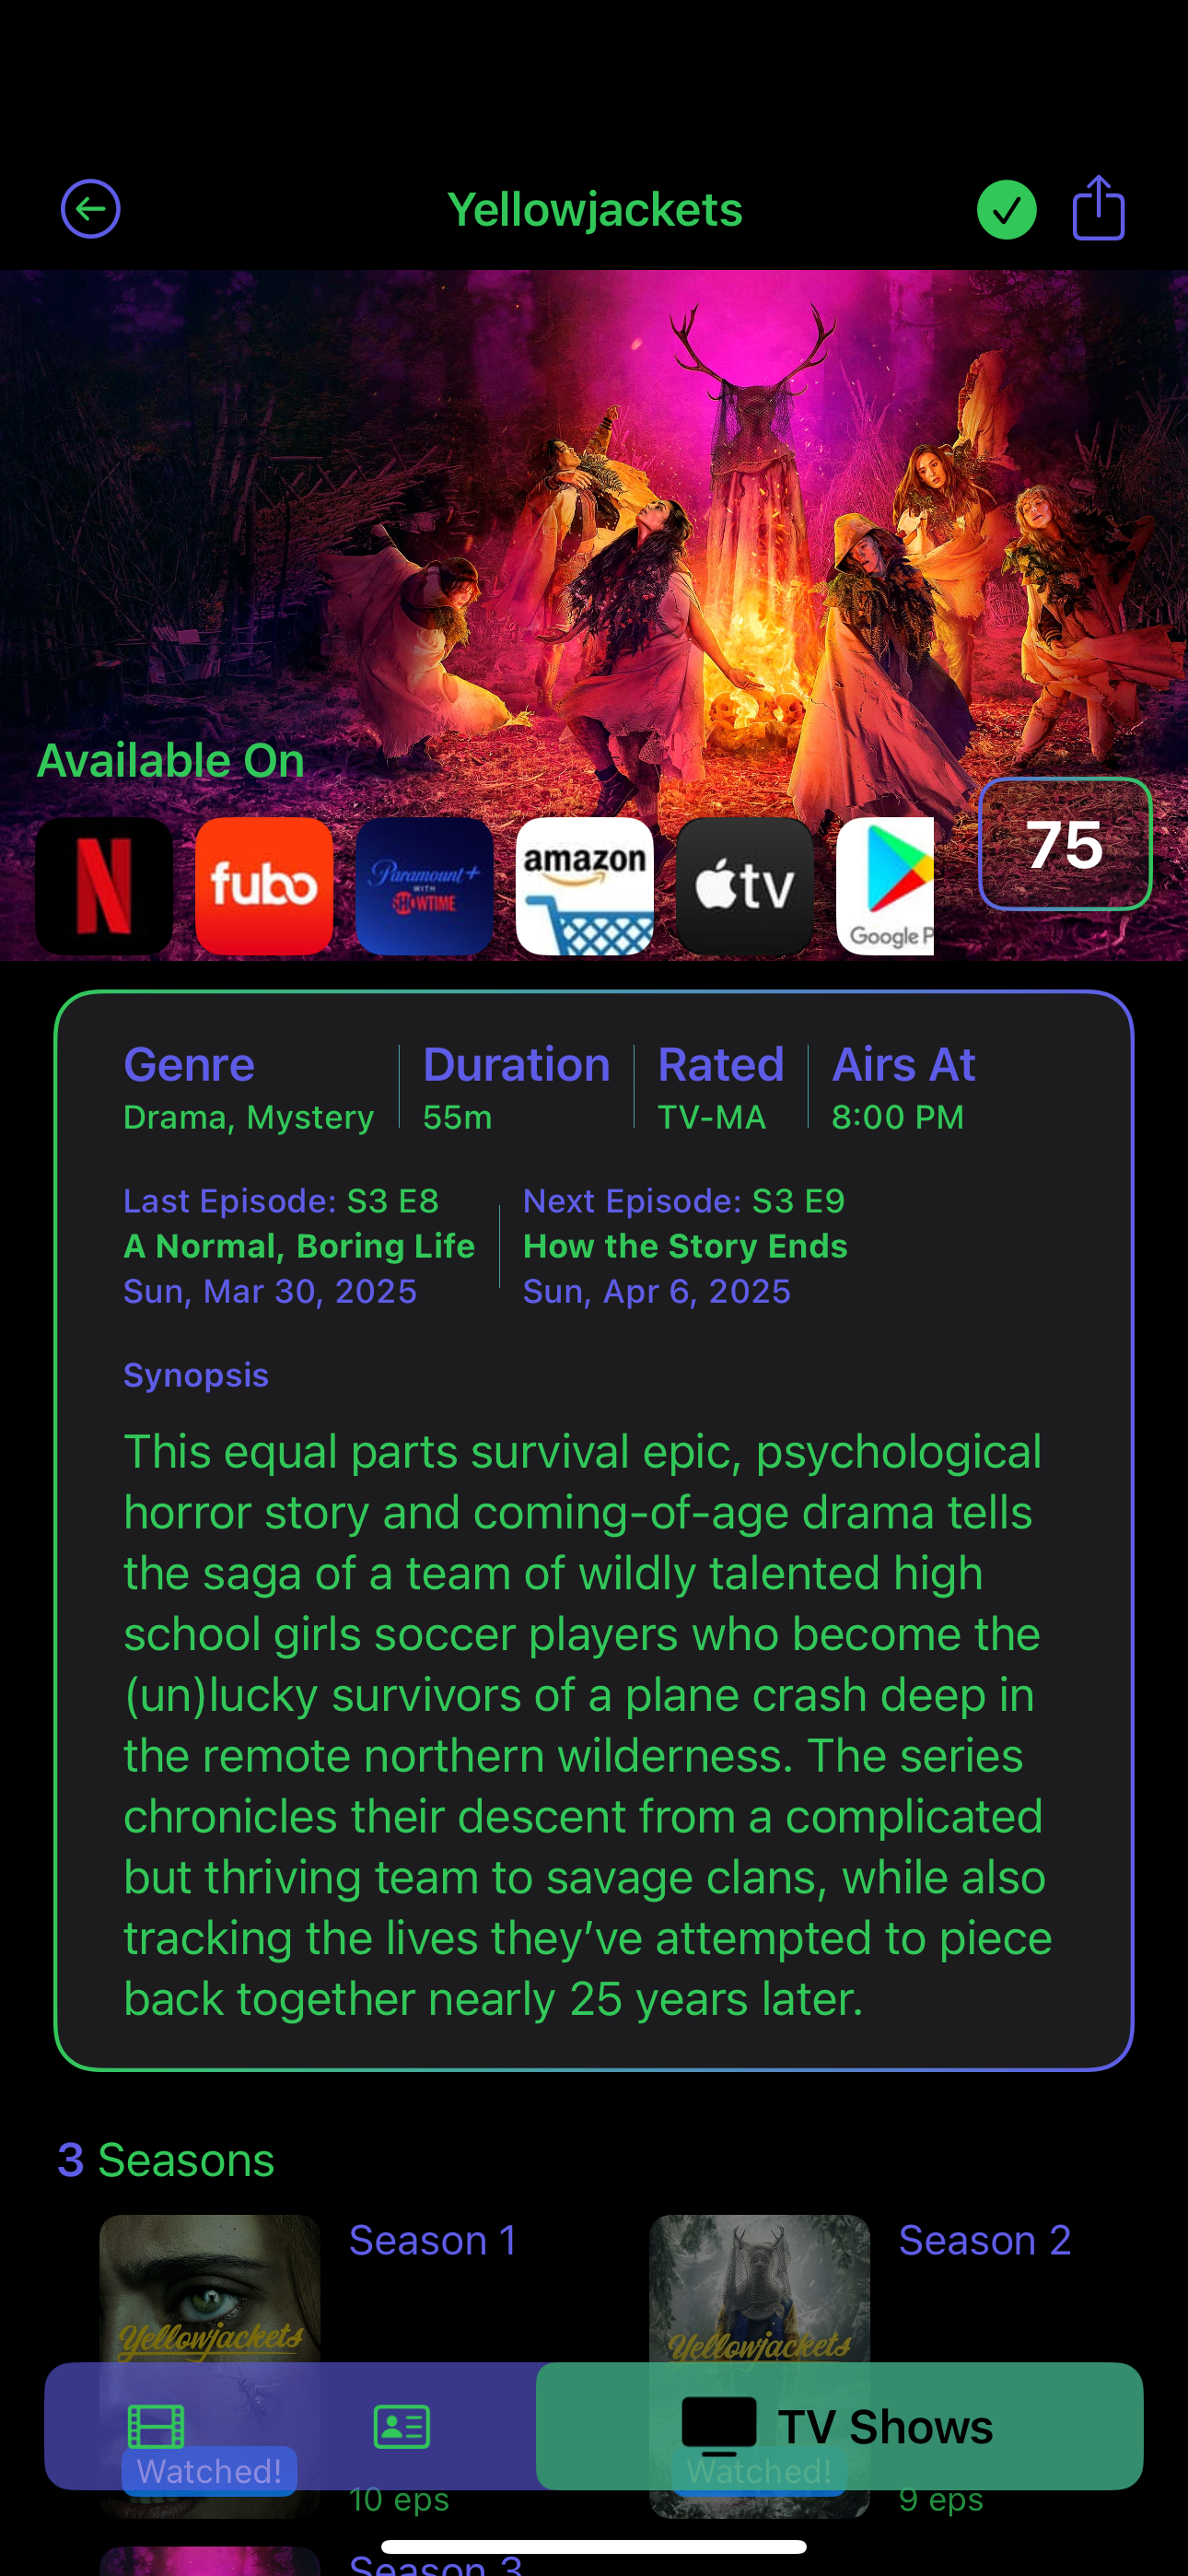 Yellowjackets
Available On
N
fubo
Paramount+
WITH
SHOWTIME
amazon
tv
Google P
75
Genre
Drama, Mystery
Duration
55m
Rated
TV-MA
Airs At
8:00 PM
Last Episode: S3 E8
A Normal, Boring Life
Sun, Mar 30, 2025
Next Episode: S3 E9
How the Story Ends
Sun, Apr 6, 2025
Synopsis
This equal parts survival epic, psychological
horror story and coming-of-age drama tells
the saga of a team of wildly talented high
school girls soccer players who become the
(un)lucky survivors of a plane crash deep in
the remote northern wilderness. The series
chronicles their descent from a complicated
but thriving team to savage clans, while also
tracking the lives they’ve attempted to piece
back together nearly 25 years later.
3 Seasons
Yellowjackets
Season 1
Watched!
10 eps
Yellowjackets
Season 2
Watched!
9 eps
TV Shows
Season 3